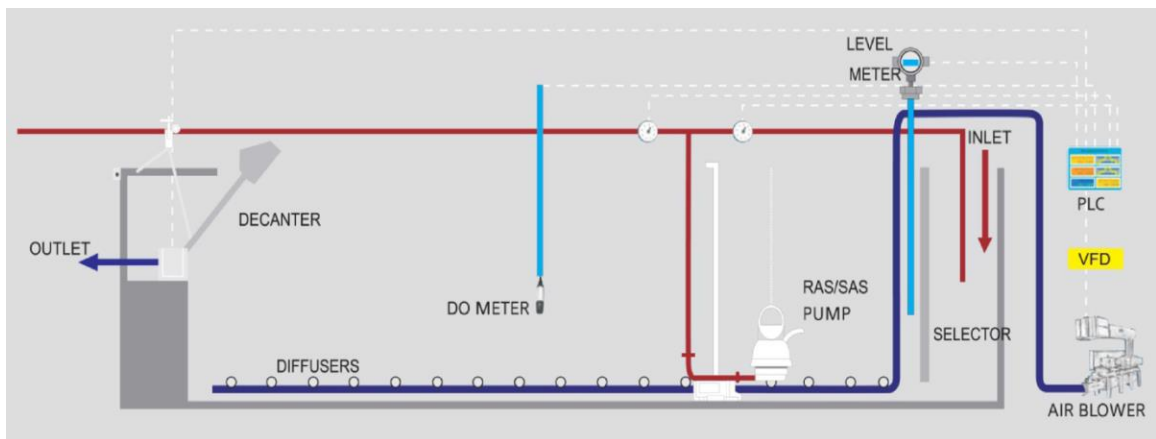 LEVEL
METER
INLET
PLC
DECANTER
OUTLET
VFD
RAS/SAS
PUMP
DO METER
SELECTOR
DIFFUSERS
AIR BLOWER